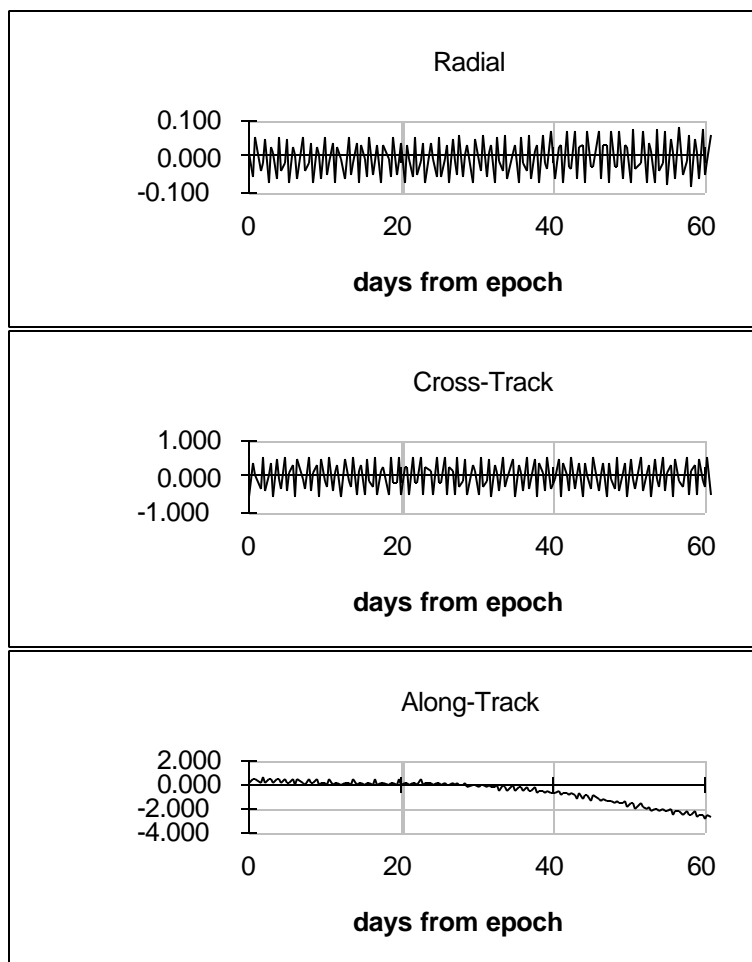 Radial
0.100
0.000
-0.100
0 20 40 60
days from epoch
Cross-Track
1.000
0.000
-1.000
0 20 40 60
days from epoch
Along-Track
2.000
0.000
-2.000
-4.000
0 20 40 60
days from epoch